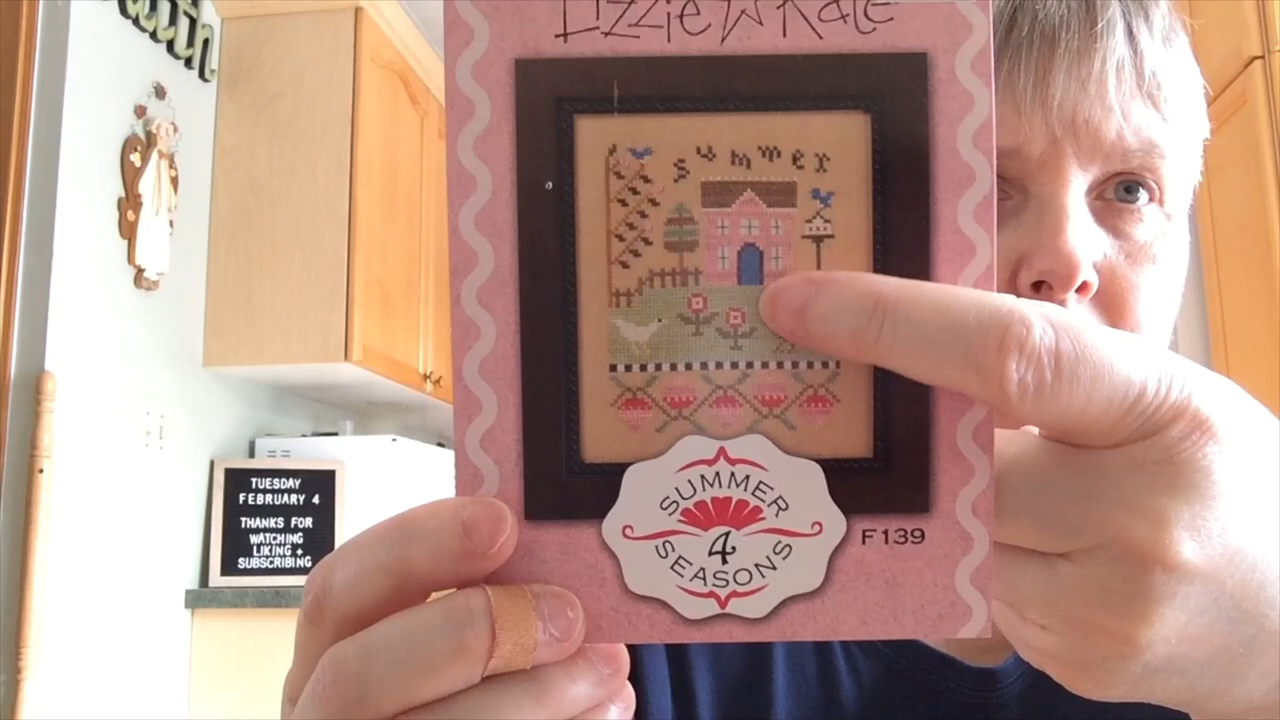 Lizzie * Kate
summer
SUMMER
4
SEASONS
F139
TUESDAY
FEBRUARY 4
THANKS FOR
WATCHING
LIKING +
SUBSCRIBING